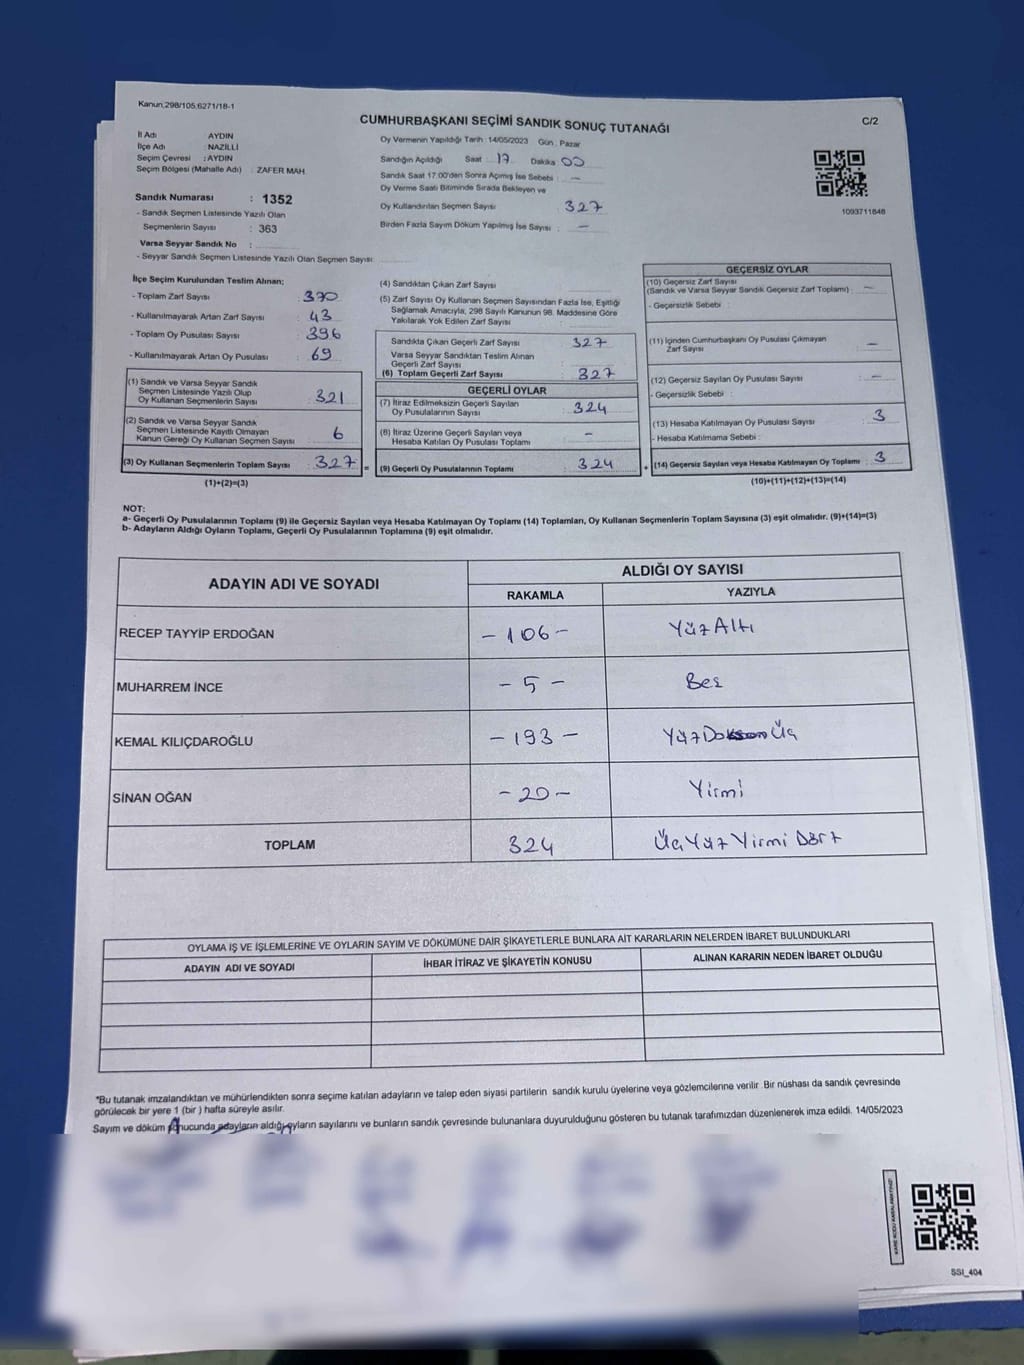 Kanun,298/105,6271/18-1
CUMHURBAŞKANI SEÇİMİ SANDIK SONUÇ TUTANAĞI
C/2
İl Adı AYDIN
İlçe Adı : NAZİLLİ
Seçim Çevresi : AYDIN
Seçim Bölgesi (Mahalle Adı) : ZAFER MAH
Sandık Numarası : 1352
- Sandık Seçmen Listesinde Yazılı Olan
Seçmenlerin Sayısı : 363
Varsa Seyyar Sandık No :
- Seyyar Sandık Listesinde Yazılı Olan Seçmen Sayısı:
Oy Vermenin Yapıldığı Tarih : 14/05/2023 Gün : Pazar
Sandığın Açıldığı Saat : 17 Dakika 00
Sandık Saat 17:00'den Sonra Açılmış İse Sebebi : -
Oy Verme Saati Bitiminde Sırada Bekleyen ve
Oy Kullandırılan Seçmen Sayısı : 327
Birden Fazla Sayım Döküm Yapılmış İse Sayısı : -
1093711848
İlçe Seçim Kurulundan Teslim Alınan;
- Toplam Zarf Sayısı : 370
- Kullanılmayarak Artan Zarf Sayısı : 43
- Toplam Oy Pusulası Sayısı : 396
- Kullanılmayarak Artan Oy Pusulası : 69
(1) Sandık ve Varsa Seyyar Sandık
Seçmen Listesinde Yazılı Olup
Oy Kullanan Seçmenlerin Sayısı : 321
(2) Sandık ve Varsa Seyyar Sandık
Seçmen Listesinde Kayıtlı Olmayan
Kanun Gereği Oy Kullanan Seçmen Sayısı : 6
(3) Oy Kullanan Seçmenlerin Toplam Sayısı : 327 =
(1)+(2)=(3)
(4) Sandıktan Çıkan Zarf Sayısı :
(5) Zarf Sayısı Oy Kullanan Seçmen Sayısından Fazla İse, Eşitliği
Sağlamak Amacıyla, 298 Sayılı Kanunun 98. Maddesine Göre
Yakılarak Yok Edilen Zarf Sayısı :
Sandıkta Çıkan Geçerli Zarf Sayısı : 327
Varsa Seyyar Sandıktan Teslim Alınan
Geçerli Zarf Sayısı :
(6) Toplam Geçerli Zarf Sayısı : 327
GEÇERLİ OYLAR
(7) İtiraz Edilmeksizin Geçerli Sayılan
Oy Pusulalarının Sayısı : 324
(8) İtiraz Üzerine Geçerli Sayılan veya
Hesaba Katılan Oy Pusulası Toplamı : -
(9) Geçerli Oy Pusulalarının Toplamı : 324 +
GEÇERSİZ OYLAR
(10) Geçersiz Zarf Sayısı
(Sandık ve Varsa Seyyar Sandık Geçersiz Zarf Toplamı) : -
- Geçersizlik Sebebi :
(11) İçinden Cumhurbaşkanı Oy Pusulası Çıkmayan
Zarf Sayısı : -
(12) Geçersiz Sayılan Oy Pusulası Sayısı : -
- Geçersizlik Sebebi :
(13) Hesaba Katılmayan Oy Pusulası Sayısı : 3
- Hesaba Katılmama Sebebi :
(14) Geçersiz Sayılan veya Hesaba Katılmayan Oy Toplamı : 3
(10)+(11)+(12)+(13)=(14)
NOT:
a- Geçerli Oy Pusulalarının Toplamı (9) ile Geçersiz Sayılan veya Hesaba Katılmayan Oy Toplamı (14) Toplamları, Oy Kullanan Seçmenlerin Toplam Sayısına (3) eşit olmalıdır. (9)+(14)=(3)
b- Adayların Aldığı Oyların Toplamı, Geçerli Oy Pusulalarının Toplamına (9) eşit olmalıdır.
ADAYIN ADI VE SOYADI
ALDIĞI OY SAYISI
RAKAMLA YAZIYLA
RECEP TAYYİP ERDOĞAN - 106 - Yüz Altı
MUHARREM İNCE - 5 - Beş
KEMAL KILIÇDAROĞLU - 193 - YüzDoksanÜç
SİNAN OĞAN - 20 - Yirmi
TOPLAM 324 ÜçYüz Yirmi Dört
OYLAMA İŞ VE İŞLEMLERİNE VE OYLARIN SAYIM VE DÖKÜMÜNE DAİR ŞİKAYETLERLE BUNLARA AİT KARARLARIN NELERDEN İBARET BULUNDUKLARI
ADAYIN ADI VE SOYADI İHBAR İTİRAZ VE ŞİKAYETİN KONUSU ALINAN KARARIN NEDEN İBARET OLDUĞU
*Bu tutanak imzalandıktan ve mühürlendikten sonra seçime katılan adayların ve talep eden siyasi partilerin sandık kurulu üyelerine veya gözlemcilerine verilir. Bir nüshası da sandık çevresinde
görülecek bir yere 1 (bir ) hafta süreyle asılır.
Sayım ve döküm sonucunda adayların aldığı oyların sayılarını ve bunların sandık çevresinde bulunanlara duyurulduğunu gösteren bu tutanak tarafımızdan düzenlenerek imza edildi. 14/05/2023
SSI_404